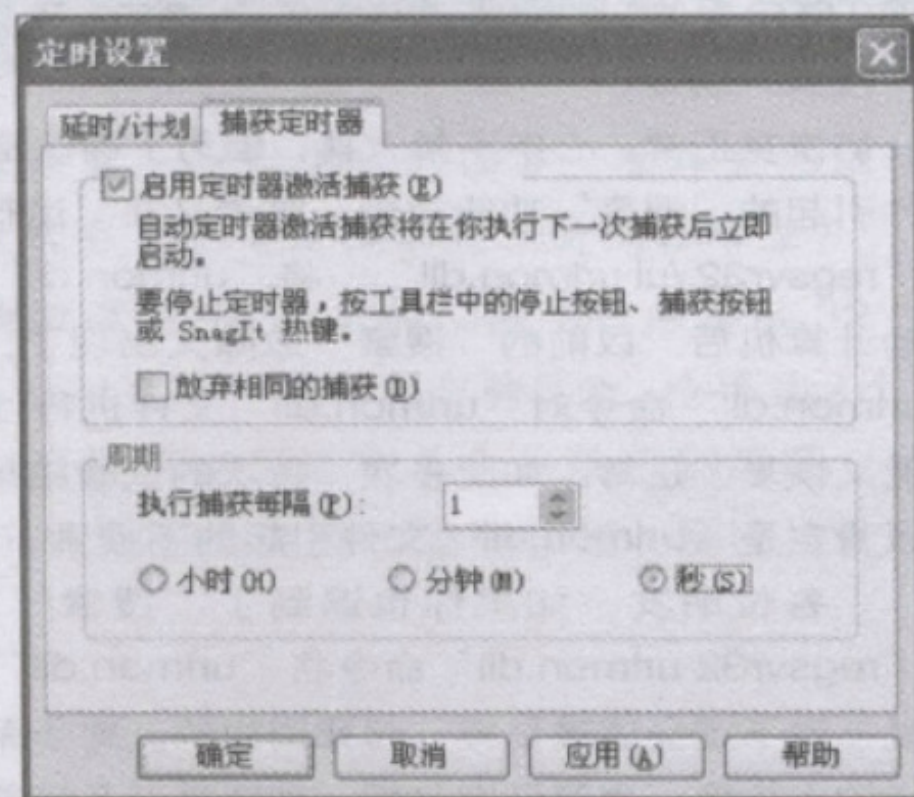 定时设置
延时/计划 捕获定时器
启用定时器激活捕获(E)
自动定时器激活捕获将在你执行下一次捕获后立即
启动。
要停止定时器，按工具栏中的停止按钮、捕获按钮
或 SnagIt 热键。
放弃相同的捕获(D)
周期
执行捕获每隔(P): 1
小时(H) 分钟(M) 秒(S)
确定 取消 应用(A) 帮助